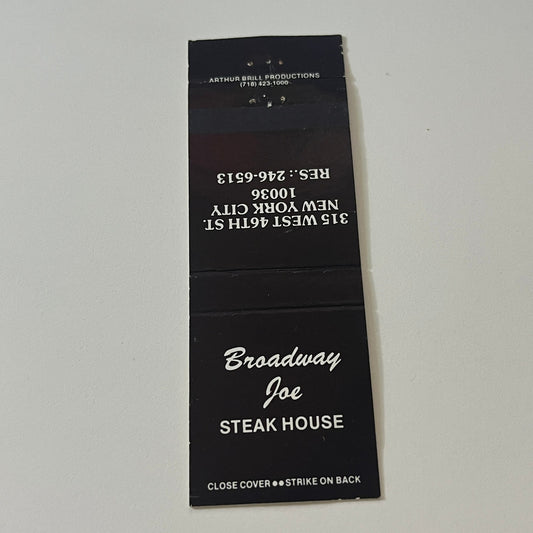 ARTHUR BRILL PRODUCTIONS
(718) 423-1000
315 WEST 46TH ST.
NEW YORK CITY
10036
RES.: 246-6513
Broadway
Joe
STEAK HOUSE
CLOSE COVER ●● STRIKE ON BACK